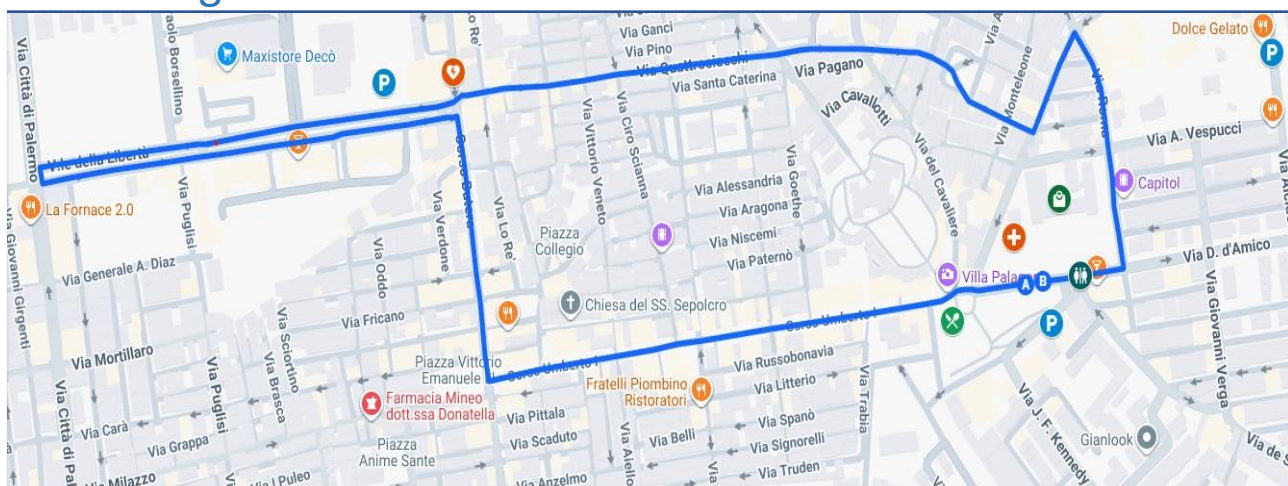 Dolce Gelato
Via Ganci
Via Pino
Via Quattrociocchi
Via Santa Caterina
Via Pagano
Via Cavallotti
Via Monteleone
Via Roma
Via A. Vespucci
Maxistore Decò
Via Città di Palermo
V.le della Libertà
La Fornace 2.0
Via Puglisi
Corso Butera
Via Lo Re'
Via Vittorio Veneto
Via Ciro Scianna
Via Alessandria
Via Aragona
Via Niscemi
Via Paternò
Via Goethe
Via del Cavaliere
Capitol
Piazza
Collegio
Via Verdone
Via Oddo
Via Generale A. Diaz
Via Giovanni Girgenti
Via Fricano
Via Sciortino
Via Mortillaro
Via Brasca
Via Puglisi
Chiesa del SS. Sepolcro
Villa Palagonia
A
B
Via D. d'Amico
Via Giovanni Verga
Corso Umberto I
Piazza Vittorio
Emanuele
Corso Umberto I
Via Russobonavia
Via Litterio
Via Trabia
Fratelli Piombino
Ristoratori
Farmacia Mineo
dott.ssa Donatella
Via Pittala
Via Spanò
Via Carà
Via Grappa
Piazza
Anime Sante
Via Scaduto
Via Aiello
Via Belli
Via Signorelli
Via J. F. Kennedy
Gianlook
Via Milazzo
Via I Puleo
Via Anzelmo
Via Truden